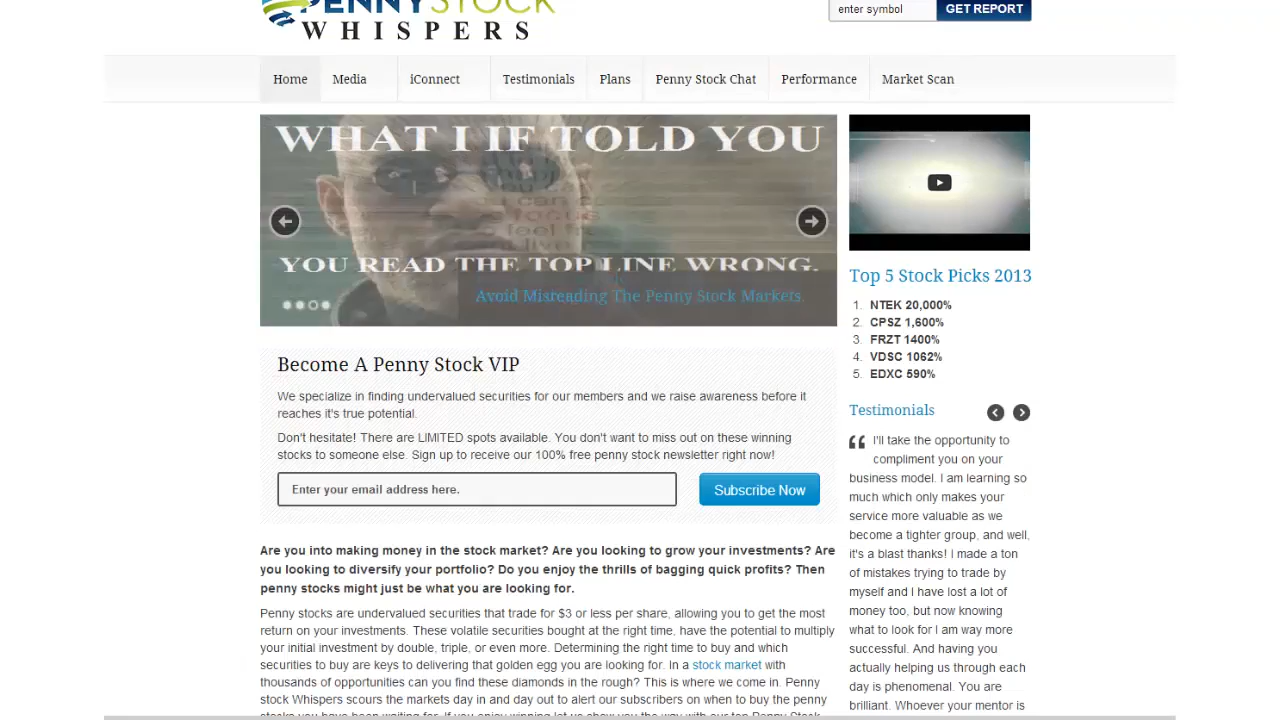 PENNYSTOCK
WHISPERS
enter symbol
GET REPORT
Home
Media
iConnect
Testimonials
Plans
Penny Stock Chat
Performance
Market Scan
WHAT I IF TOLD YOU
YOU READ THE TOP LINE WRONG.
Avoid Misreading The Penny Stock Markets.
Top 5 Stock Picks 2013
1. NTEK 20,000%
2. CPSZ 1,600%
3. FRZT 1400%
4. VDSC 1062%
5. EDXC 590%
Become A Penny Stock VIP
We specialize in finding undervalued securities for our members and we raise awareness before it
reaches it's true potential.
Don't hesitate! There are LIMITED spots available. You don't want to miss out on these winning
stocks to someone else. Sign up to receive our 100% free penny stock newsletter right now!
Enter your email address here.
Subscribe Now
Testimonials
I'll take the opportunity to
compliment you on your
business model. I am learning so
much which only makes your
service more valuable as we
become a tighter group, and well,
it's a blast thanks! I made a ton
of mistakes trying to trade by
myself and I have lost a lot of
money too, but now knowing
what to look for I am way more
successful. And having you
actually helping us through each
day is phenomenal. You are
brilliant. Whoever your mentor is
Are you into making money in the stock market? Are you looking to grow your investments? Are
you looking to diversify your portfolio? Do you enjoy the thrills of bagging quick profits? Then
penny stocks might just be what you are looking for.
Penny stocks are undervalued securities that trade for $3 or less per share, allowing you to get the most
return on your investments. These volatile securities bought at the right time, have the potential to multiply
your initial investment by double, triple, or even more. Determining the right time to buy and which
securities to buy are keys to delivering that golden egg you are looking for. In a stock market with
thousands of opportunities can you find these diamonds in the rough? This is where we come in. Penny
stock Whispers scours the markets day in and day out to alert our subscribers on when to buy the penny